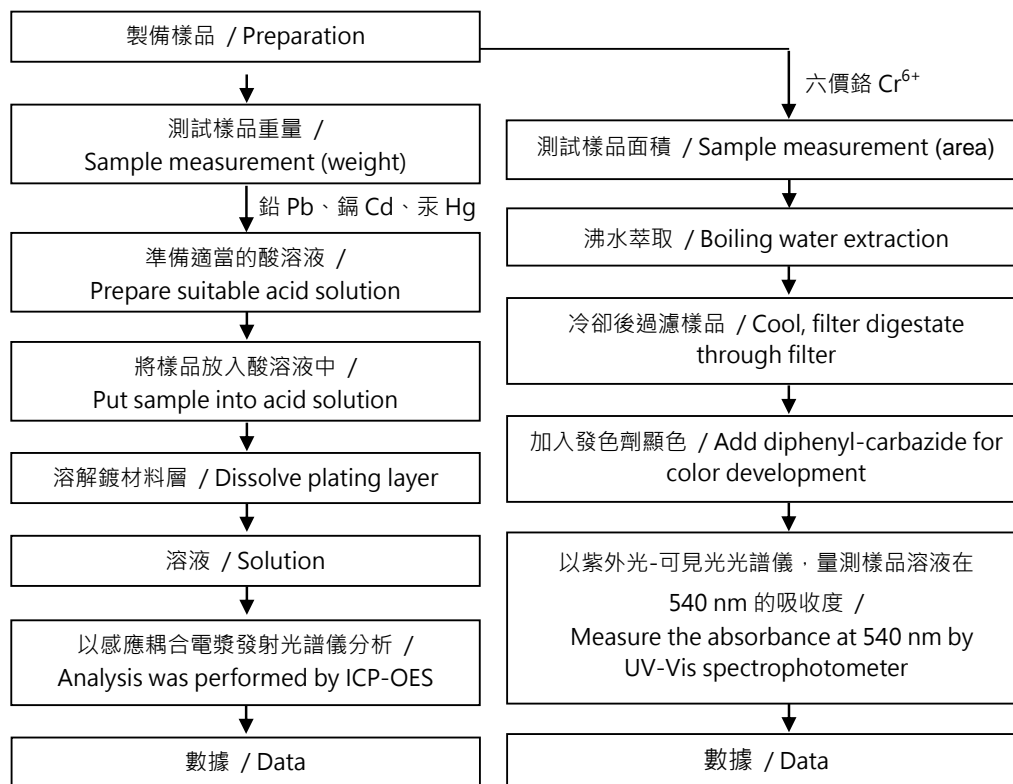 製備樣品 / Preparation
測試樣品重量 /
Sample measurement (weight)
鉛 Pb、鎘 Cd、汞 Hg
準備適當的酸溶液 /
Prepare suitable acid solution
將樣品放入酸溶液中 /
Put sample into acid solution
溶解鍍材料層 / Dissolve plating layer
溶液 / Solution
以感應耦合電漿發射光譜儀分析 /
Analysis was performed by ICP-OES
數據 / Data
六價鉻 Cr⁶⁺
測試樣品面積 / Sample measurement (area)
沸水萃取 / Boiling water extraction
冷卻後過濾樣品 / Cool, filter digestate
through filter
加入發色劑顯色 / Add diphenyl-carbazide for
color development
以紫外光-可見光光譜儀，量測樣品溶液在
540 nm 的吸收度 /
Measure the absorbance at 540 nm by
UV-Vis spectrophotometer
數據 / Data